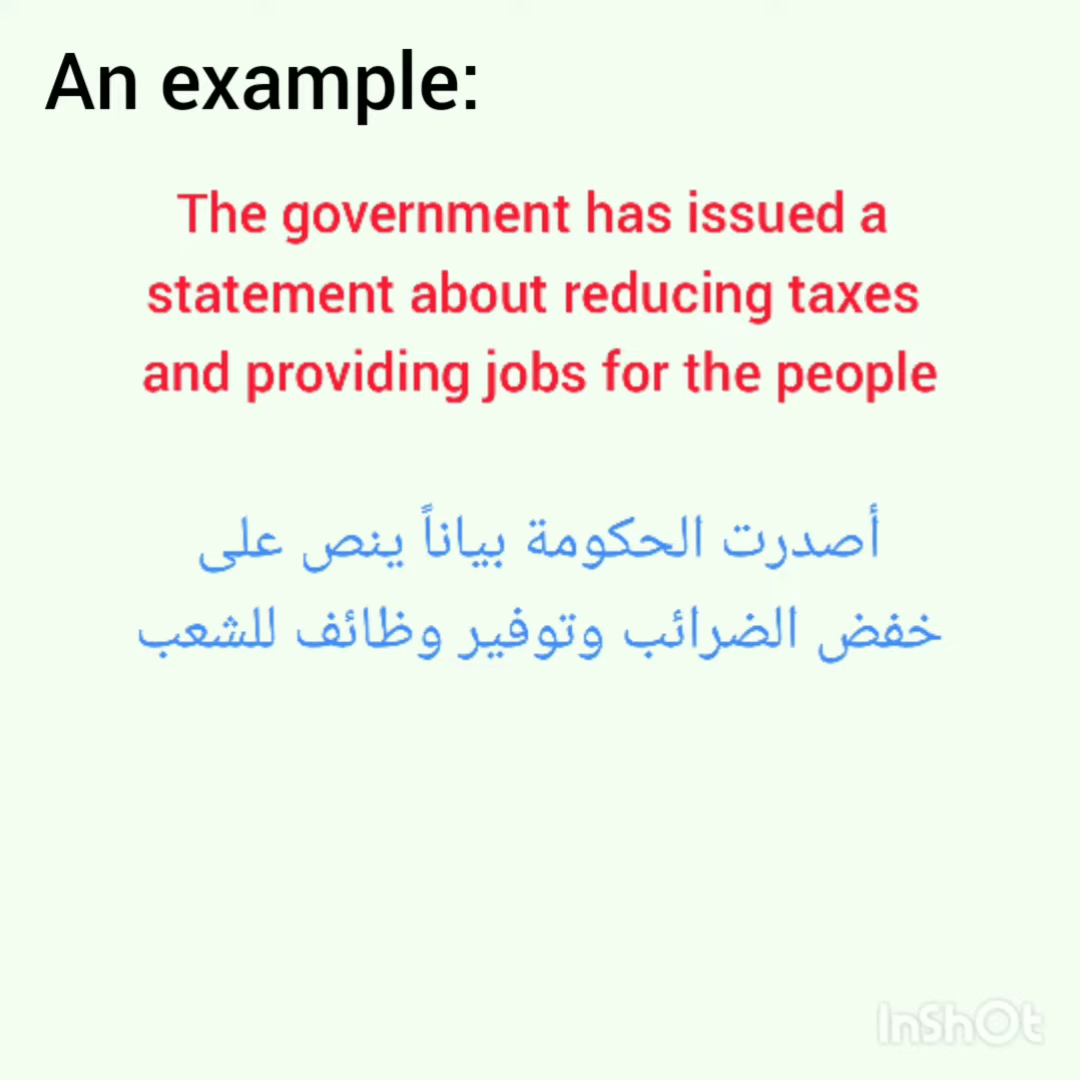 An example:
The government has issued a
statement about reducing taxes
and providing jobs for the people
أصدرت الحكومة بياناً ينص على
خفض الضرائب وتوفير وظائف للشعب
InShOt